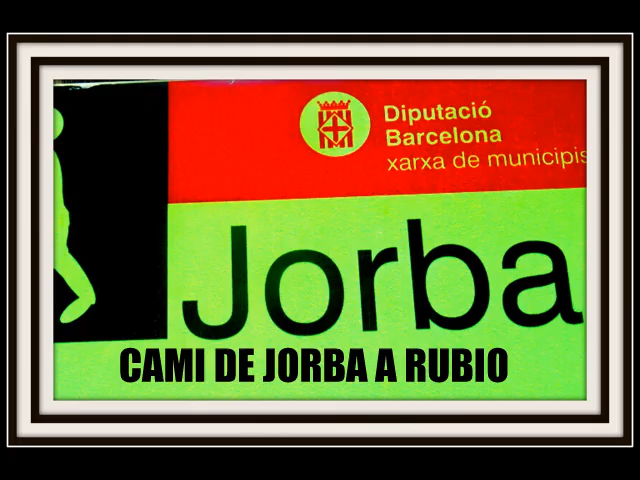 Diputació
Barcelona
xarxa de municipis
Jorba
CAMI DE JORBA A RUBIO